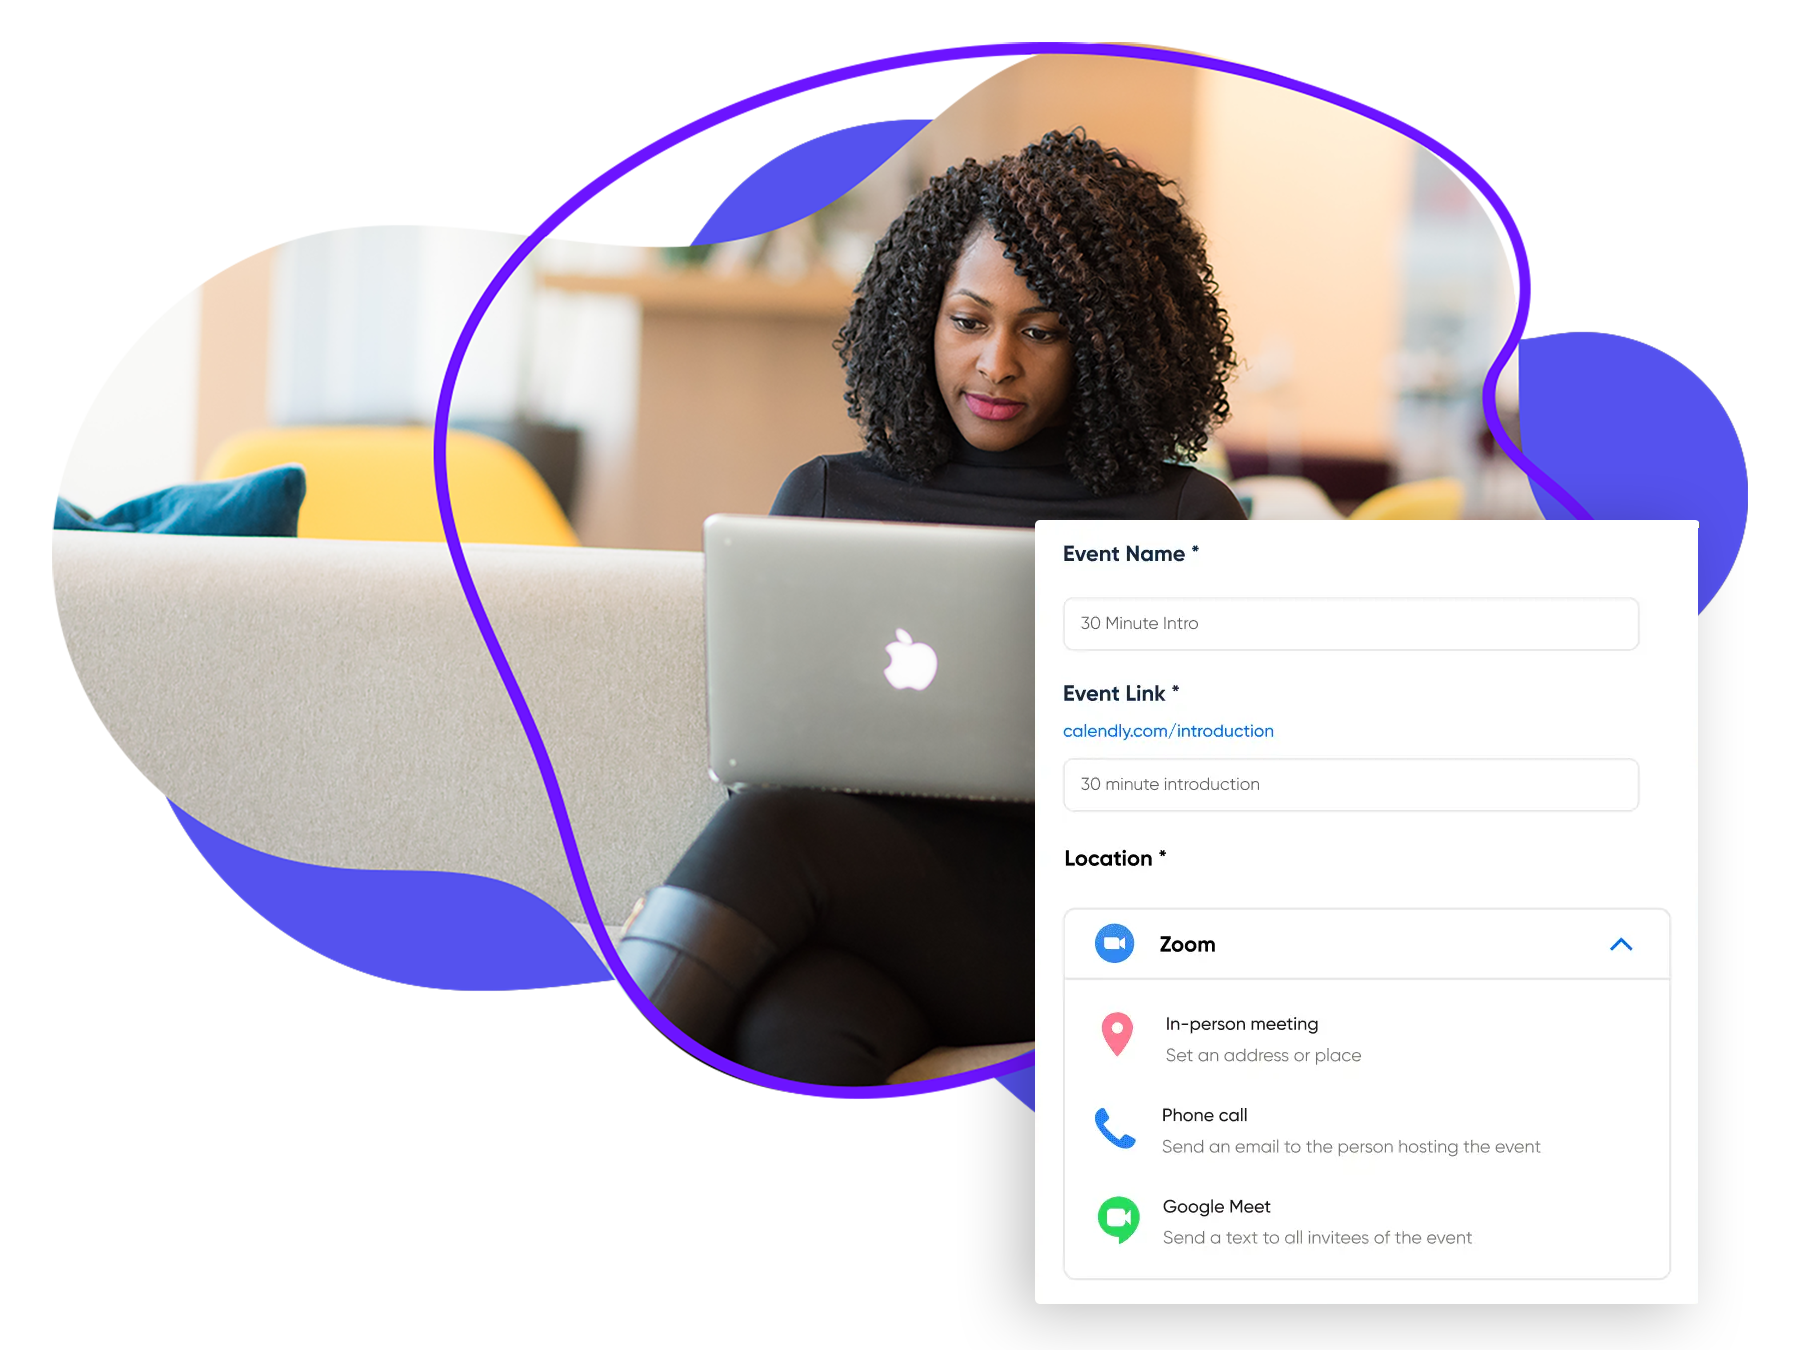 Event Name *
30 Minute Intro
Event Link *
calendly.com/introduction
30 minute introduction
Location *
Zoom
In-person meeting
Set an address or place
Phone call
Send an email to the person hosting the event
Google Meet
Send a text to all invitees of the event